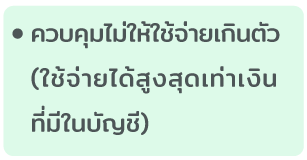 • ควบคุมไม่ให้ใช้จ่ายเกินตัว
(ใช้จ่ายได้สูงสุดเท่าเงิน
ที่มีในบัญชี)